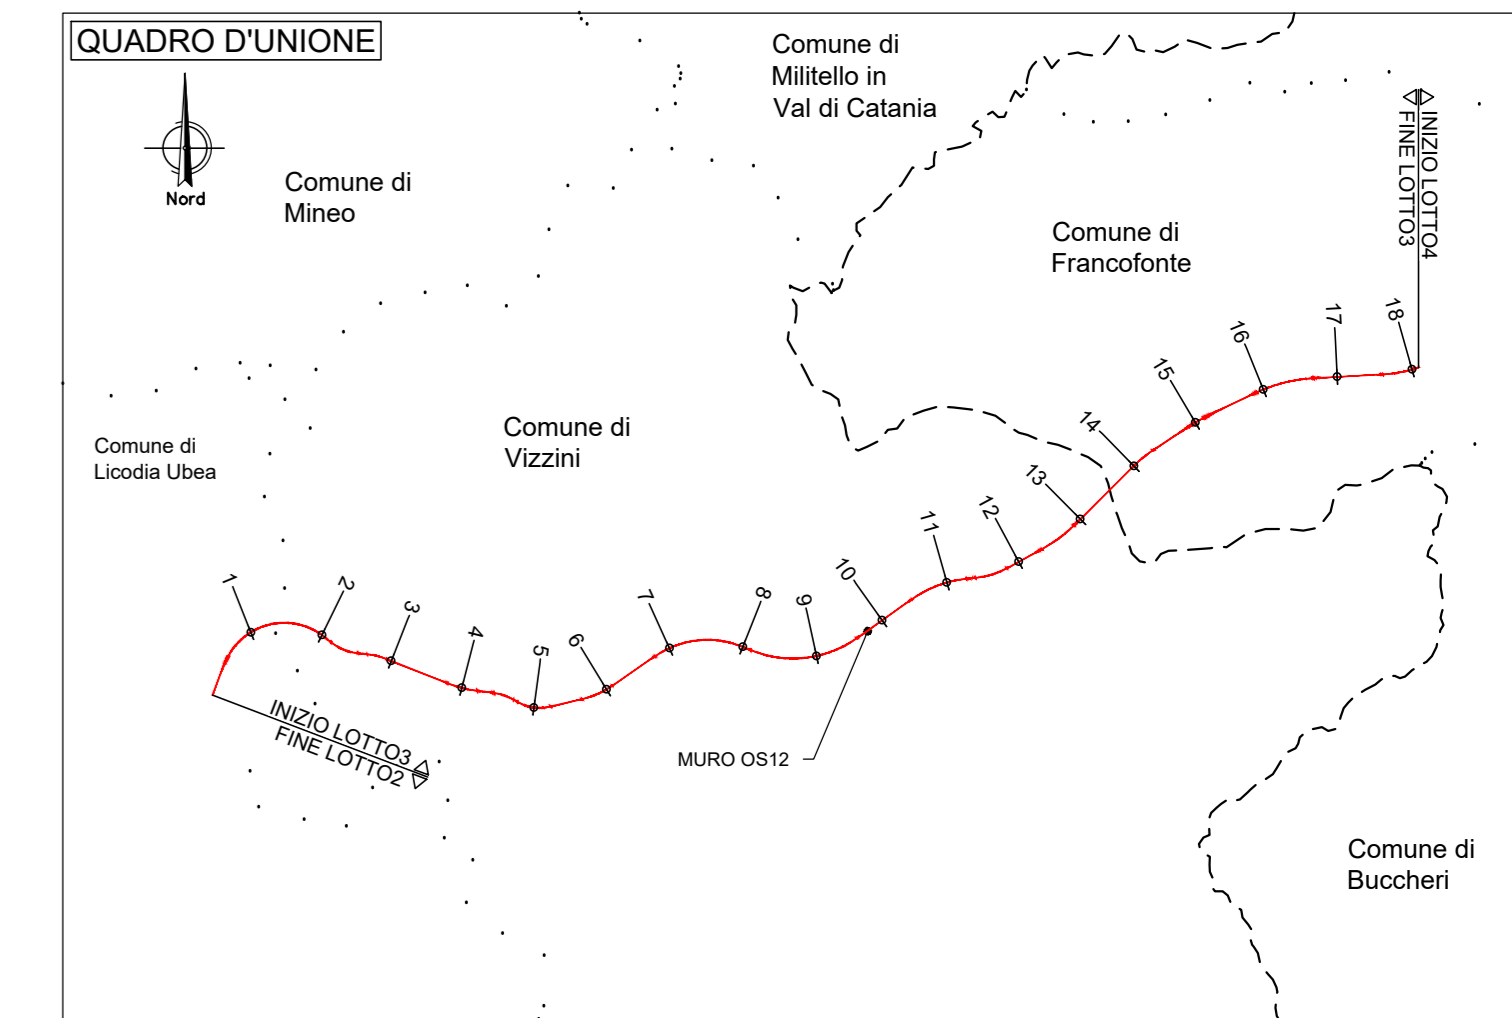 QUADRO D'UNIONE
Nord
Comune di
Mineo
Comune di
Militello in
Val di Catania
Comune di
Francofonte
INIZIO LOTTO4
FINE LOTTO3
Comune di
Licodia Ubea
Comune di
Vizzini
1
2
3
4
5
6
7
8
9
10
11
12
13
14
15
16
17
18
INIZIO LOTTO3
FINE LOTTO2
MURO OS12
Comune di
Buccheri